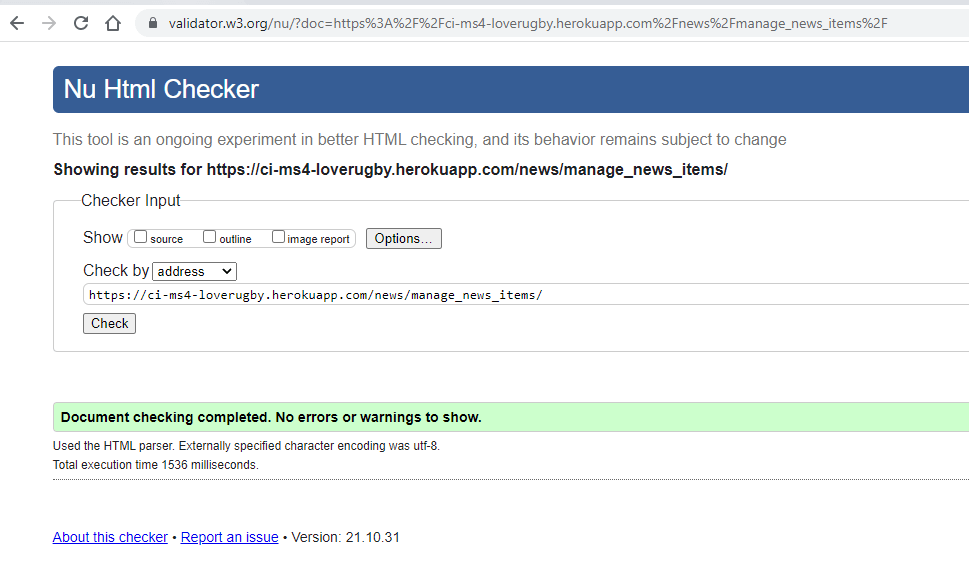 validator.w3.org/nu/?doc=https%3A%2F%2Fci-ms4-loverugby.herokuapp.com%2Fnews%2Fmanage_news_items%2F
Nu Html Checker
This tool is an ongoing experiment in better HTML checking, and its behavior remains subject to change
Showing results for https://ci-ms4-loverugby.herokuapp.com/news/manage_news_items/
Checker Input
Show source outline image report Options...
Check by address
https://ci-ms4-loverugby.herokuapp.com/news/manage_news_items/
Check
Document checking completed. No errors or warnings to show.
Used the HTML parser. Externally specified character encoding was utf-8.
Total execution time 1536 milliseconds.
About this checker • Report an issue • Version: 21.10.31